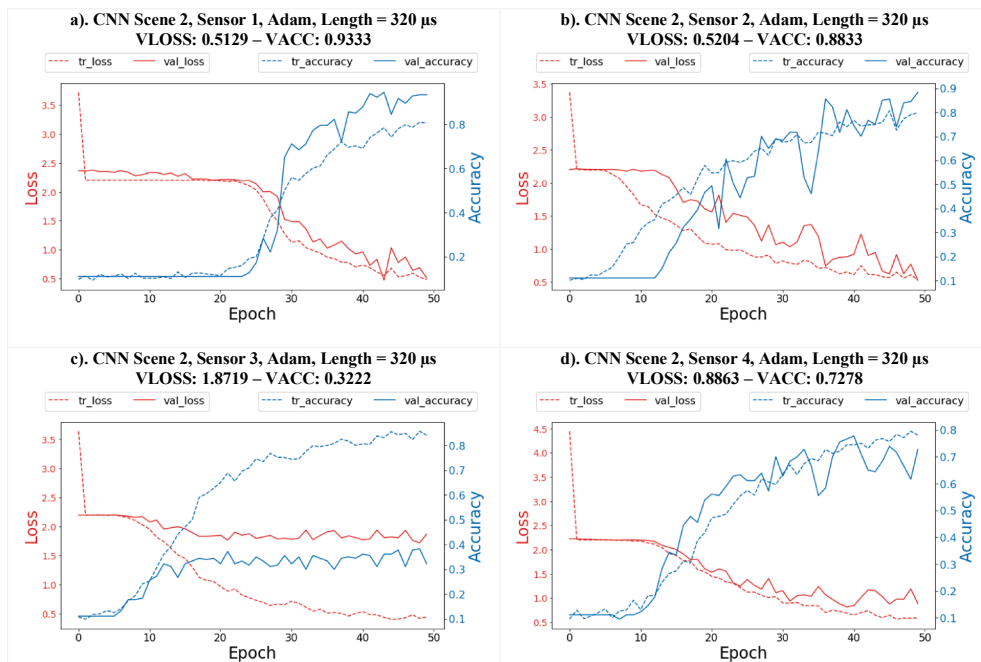 a). CNN Scene 2, Sensor 1, Adam, Length = 320 µs
VLOSS: 0.5129 – VACC: 0.9333
tr_loss val_loss tr_accuracy val_accuracy
3.5
3.0
2.5
2.0
1.5
1.0
0.5
Loss
0.8
0.6
0.4
0.2
Accuracy
0 10 20 30 40 50
Epoch
b). CNN Scene 2, Sensor 2, Adam, Length = 320 µs
VLOSS: 0.5204 – VACC: 0.8833
tr_loss val_loss tr_accuracy val_accuracy
3.5
3.0
2.5
2.0
1.5
1.0
0.5
Loss
0.9
0.8
0.7
0.6
0.5
0.4
0.3
0.2
0.1
Accuracy
0 10 20 30 40 50
Epoch
c). CNN Scene 2, Sensor 3, Adam, Length = 320 µs
VLOSS: 1.8719 – VACC: 0.3222
tr_loss val_loss tr_accuracy val_accuracy
3.5
3.0
2.5
2.0
1.5
1.0
0.5
Loss
0.8
0.7
0.6
0.5
0.4
0.3
0.2
0.1
Accuracy
0 10 20 30 40 50
Epoch
d). CNN Scene 2, Sensor 4, Adam, Length = 320 µs
VLOSS: 0.8863 – VACC: 0.7278
tr_loss val_loss tr_accuracy val_accuracy
4.5
4.0
3.5
3.0
2.5
2.0
1.5
1.0
0.5
Loss
0.8
0.7
0.6
0.5
0.4
0.3
0.2
0.1
Accuracy
0 10 20 30 40 50
Epoch